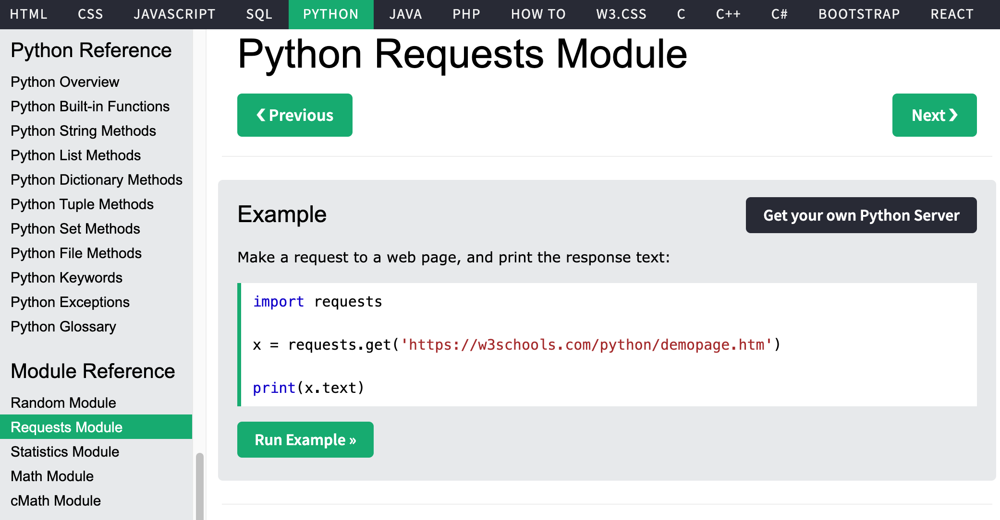 HTML CSS JAVASCRIPT SQL PYTHON JAVA PHP HOW TO W3.CSS C C++ C# BOOTSTRAP REACT
Python Reference
Python Overview
Python Built-in Functions
Python String Methods
Python List Methods
Python Dictionary Methods
Python Tuple Methods
Python Set Methods
Python File Methods
Python Keywords
Python Exceptions
Python Glossary
Module Reference
Random Module
Requests Module
Statistics Module
Math Module
cMath Module
Python Requests Module
❮ Previous
Next ❯
Example
Get your own Python Server
Make a request to a web page, and print the response text:
import requests
x = requests.get('https://w3schools.com/python/demopage.htm')
print(x.text)
Run Example »